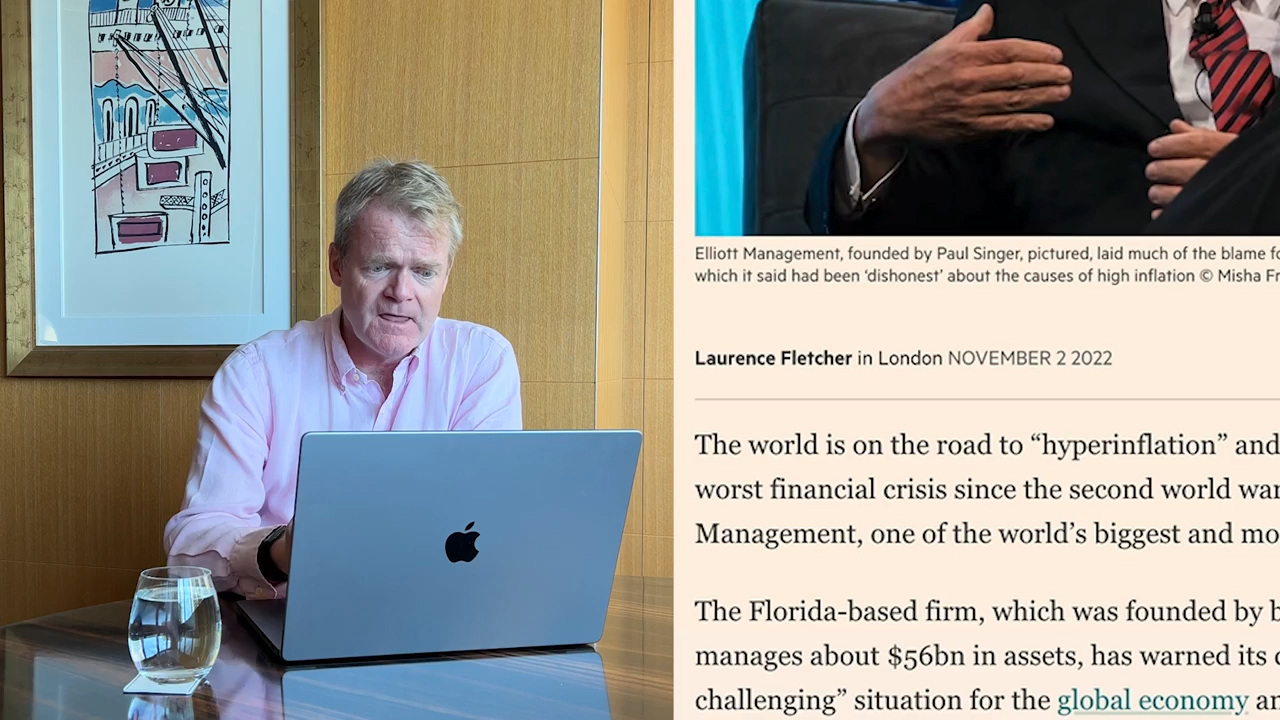 Elliott Management, founded by Paul Singer, pictured, laid much of the blame
which it said had been ‘dishonest’ about the causes of high inflation © Misha
Laurence Fletcher in London NOVEMBER 2 2022
The world is on the road to “hyperinflation” and
worst financial crisis since the second world war
Management, one of the world’s biggest and
The Florida-based firm, which was founded by
manages about $56bn in assets, has warned its
challenging” situation for the global economy